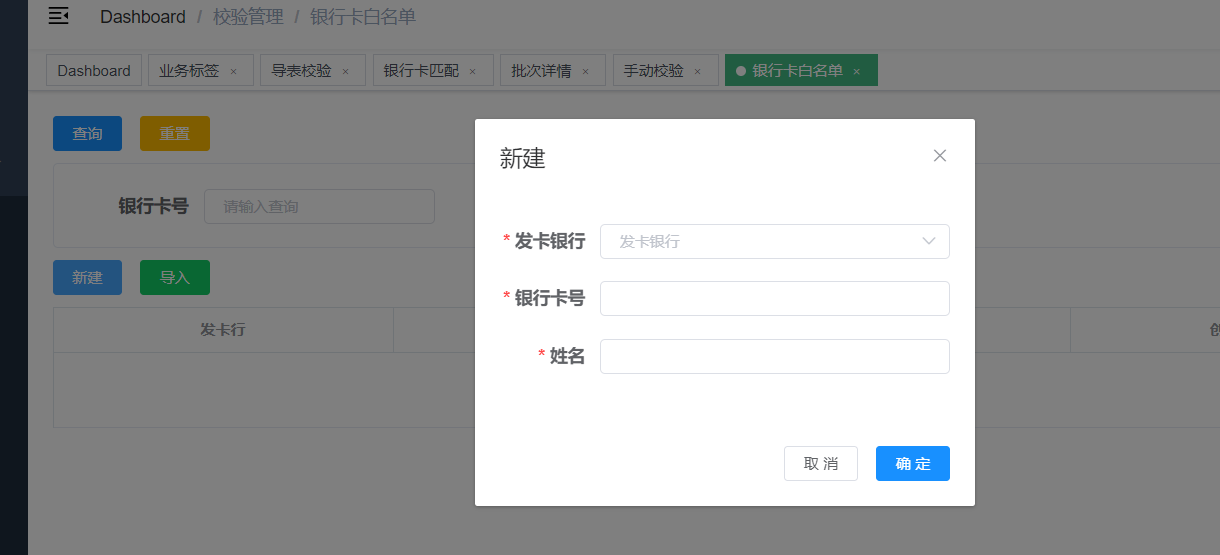 Dashboard / 校验管理 / 银行卡白名单
Dashboard 业务标签 × 导表校验 × 银行卡匹配 × 批次详情 × 手动校验 × 银行卡白名单 ×
查询 重置
银行卡号 请输入查询
新建 导入
发卡行
新建
* 发卡银行 发卡银行
* 银行卡号
* 姓名
取消 确定